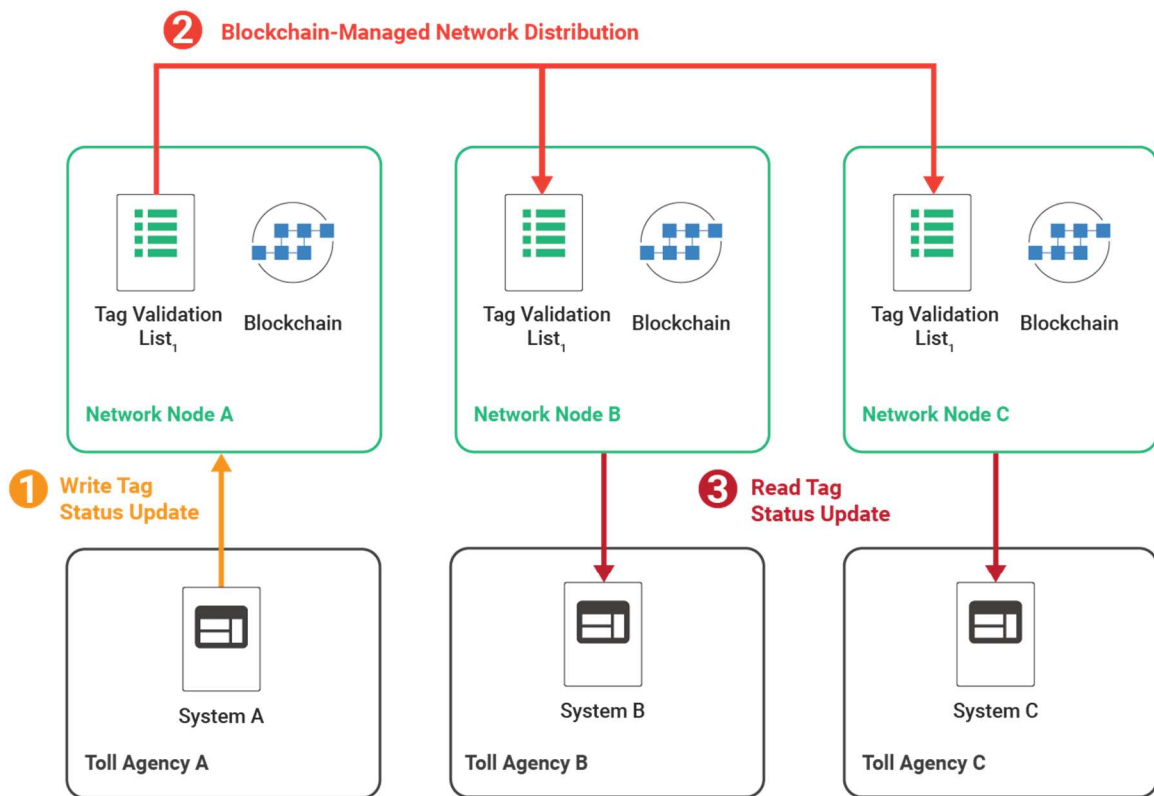 2 Blockchain-Managed Network Distribution
Tag Validation
List1
Blockchain
Network Node A
Tag Validation
List1
Blockchain
Network Node B
Tag Validation
List1
Blockchain
Network Node C
1 Write Tag
Status Update
3 Read Tag
Status Update
System A
Toll Agency A
System B
Toll Agency B
System C
Toll Agency C